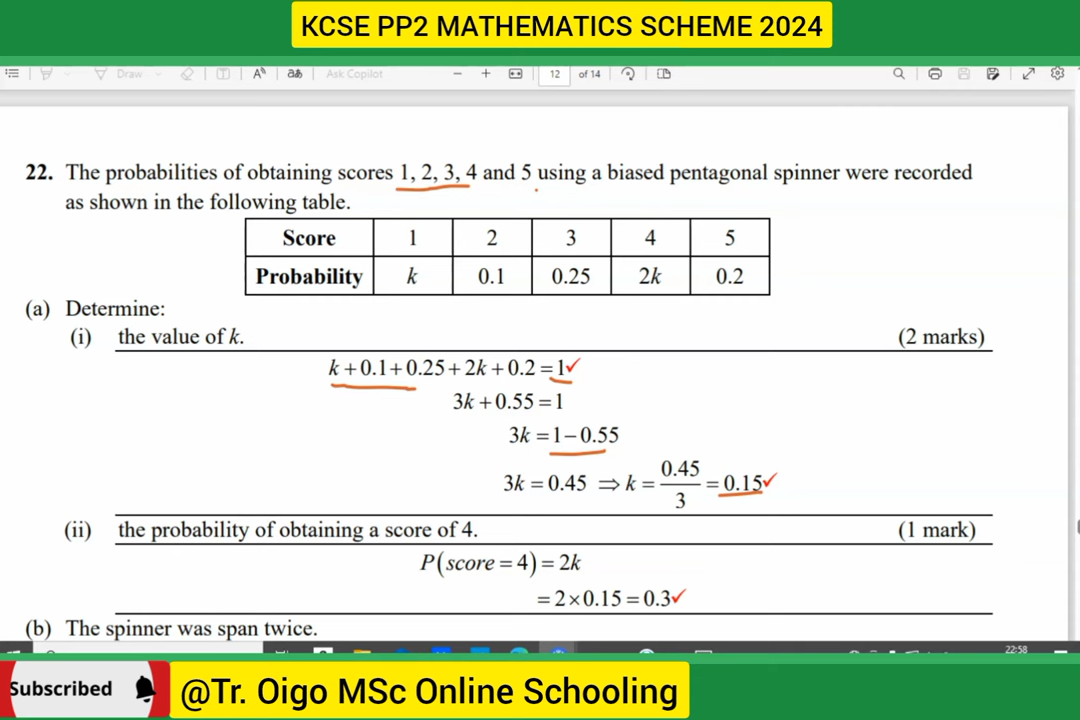 KCSE PP2 MATHEMATICS SCHEME 2024
Draw
Ask Copilot
12 of 14
22. The probabilities of obtaining scores 1, 2, 3, 4 and 5 using a biased pentagonal spinner were recorded
as shown in the following table.
Score 1 2 3 4 5
Probability k 0.1 0.25 2k 0.2
(a) Determine:
(i) the value of k. (2 marks)
k + 0.1 + 0.25 + 2k + 0.2 = 1✓
3k + 0.55 = 1
3k = 1 − 0.55
3k = 0.45 ⇒ k = 0.45/3 = 0.15✓
(ii) the probability of obtaining a score of 4. (1 mark)
P(score = 4) = 2k
= 2 × 0.15 = 0.3✓
(b) The spinner was span twice.
22:58
Subscribed
@Tr. Oigo MSc Online Schooling